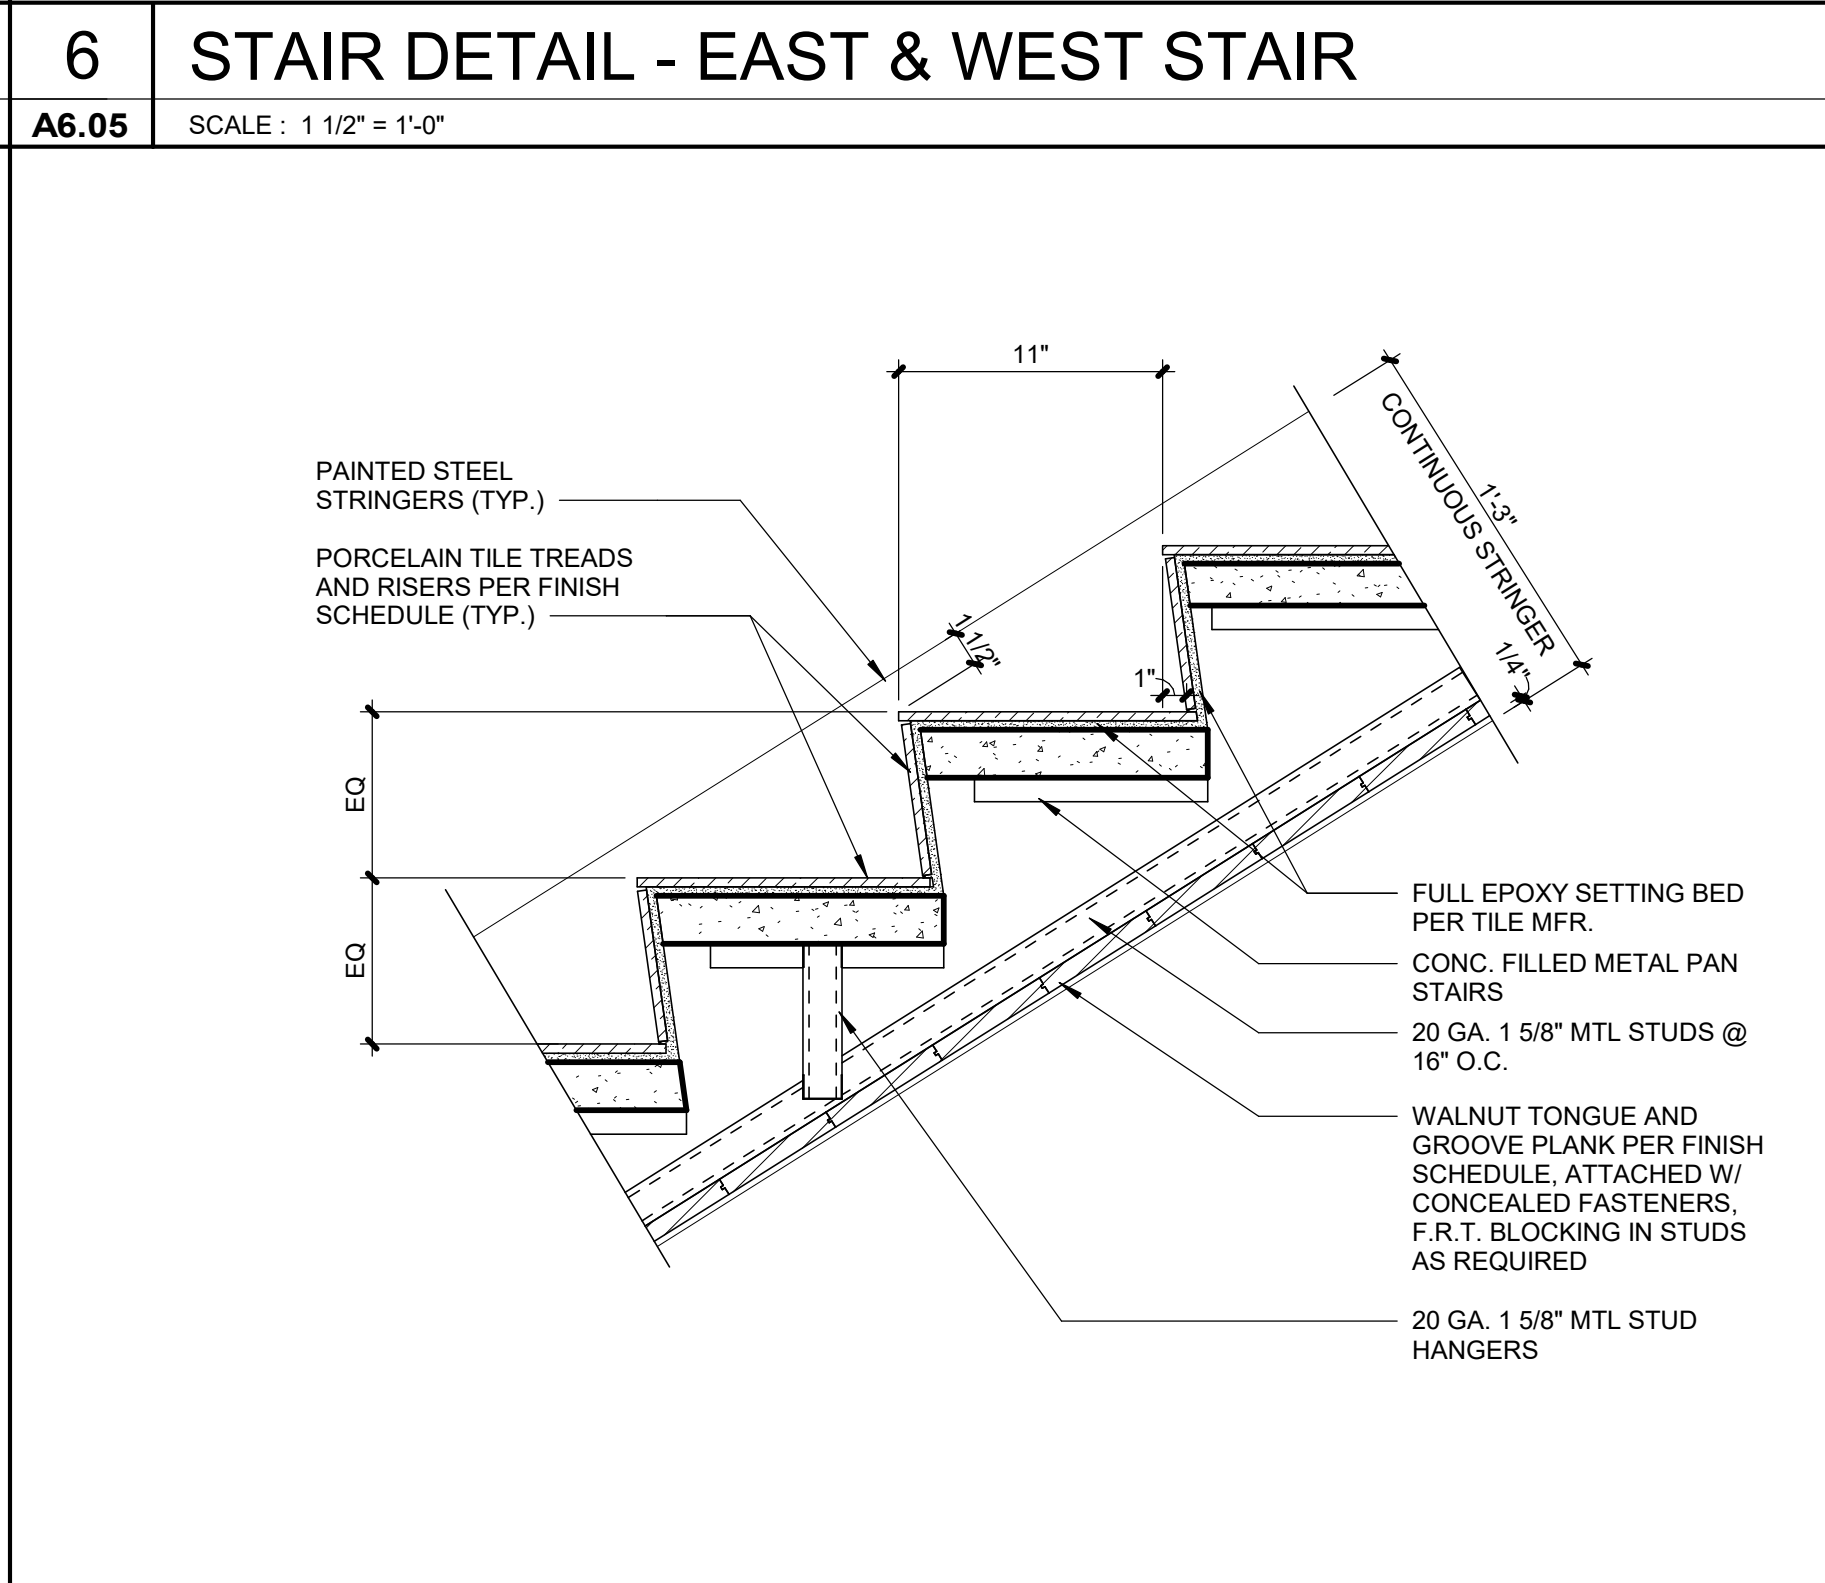 6
STAIR DETAIL - EAST & WEST STAIR
A6.05
SCALE : 1 1/2" = 1'-0"
11"
CONTINUOUS STRINGER
1'-3"
PAINTED STEEL
STRINGERS (TYP.)
PORCELAIN TILE TREADS
AND RISERS PER FINISH
SCHEDULE (TYP.)
1 1/2"
1"
1/4"
EQ
EQ
FULL EPOXY SETTING BED
PER TILE MFR.
CONC. FILLED METAL PAN
STAIRS
20 GA. 1 5/8" MTL STUDS @
16" O.C.
WALNUT TONGUE AND
GROOVE PLANK PER FINISH
SCHEDULE, ATTACHED W/
CONCEALED FASTENERS,
F.R.T. BLOCKING IN STUDS
AS REQUIRED
20 GA. 1 5/8" MTL STUD
HANGERS